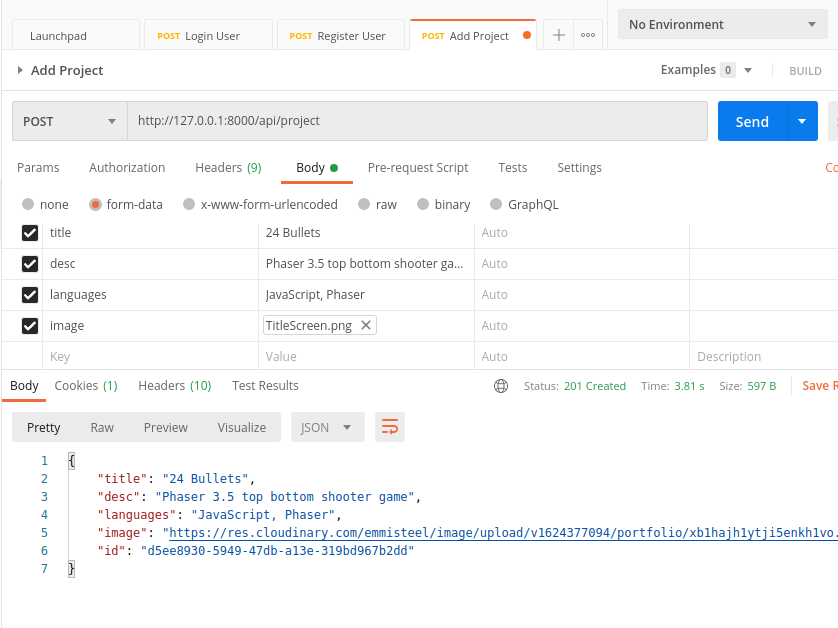 Launchpad POST Login User POST Register User POST Add Project No Environment
Add Project Examples 0 BUILD
POST http://127.0.0.1:8000/api/project Send
Params Authorization Headers (9) Body Pre-request Script Tests Settings Co
none form-data x-www-form-urlencoded raw binary GraphQL
title 24 Bullets Auto
desc Phaser 3.5 top bottom shooter ga... Auto
languages JavaScript, Phaser Auto
image TitleScreen.png Auto
Key Value Auto Description
Body Cookies (1) Headers (10) Test Results Status: 201 Created Time: 3.81 s Size: 597 B Save R
Pretty Raw Preview Visualize JSON
1 {
2 "title": "24 Bullets",
3 "desc": "Phaser 3.5 top bottom shooter game",
4 "languages": "JavaScript, Phaser",
5 "image": "https://res.cloudinary.com/emmisteel/image/upload/v1624377094/portfolio/xb1hajh1ytji5enkh1vo.
6 "id": "d5ee8930-5949-47db-a13e-319bd967b2dd"
7 }